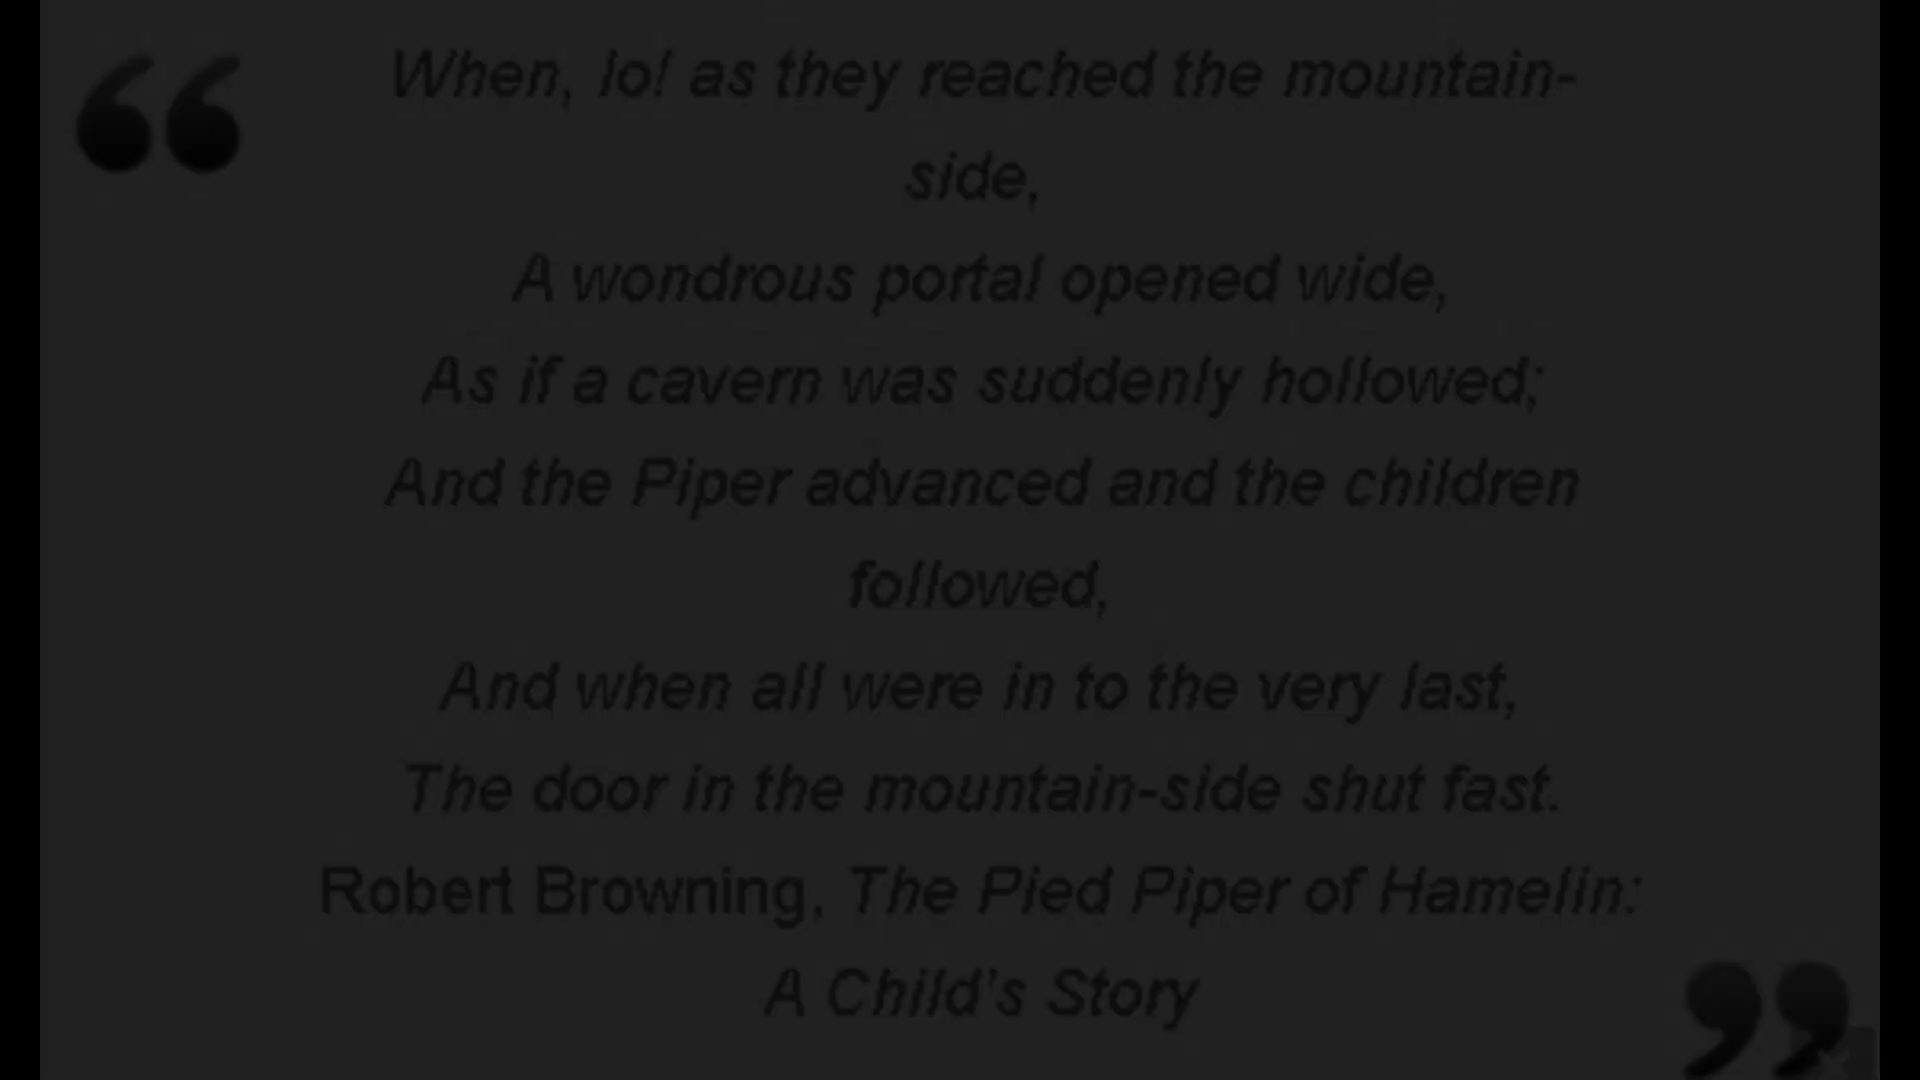 “
When, lo! as they reached the mountain-
side,
A wondrous portal opened wide,
As if a cavern was suddenly hollowed;
And the Piper advanced and the children
followed,
And when all were in to the very last,
The door in the mountain-side shut fast.
Robert Browning, The Pied Piper of Hamelin:
A Child's Story
”